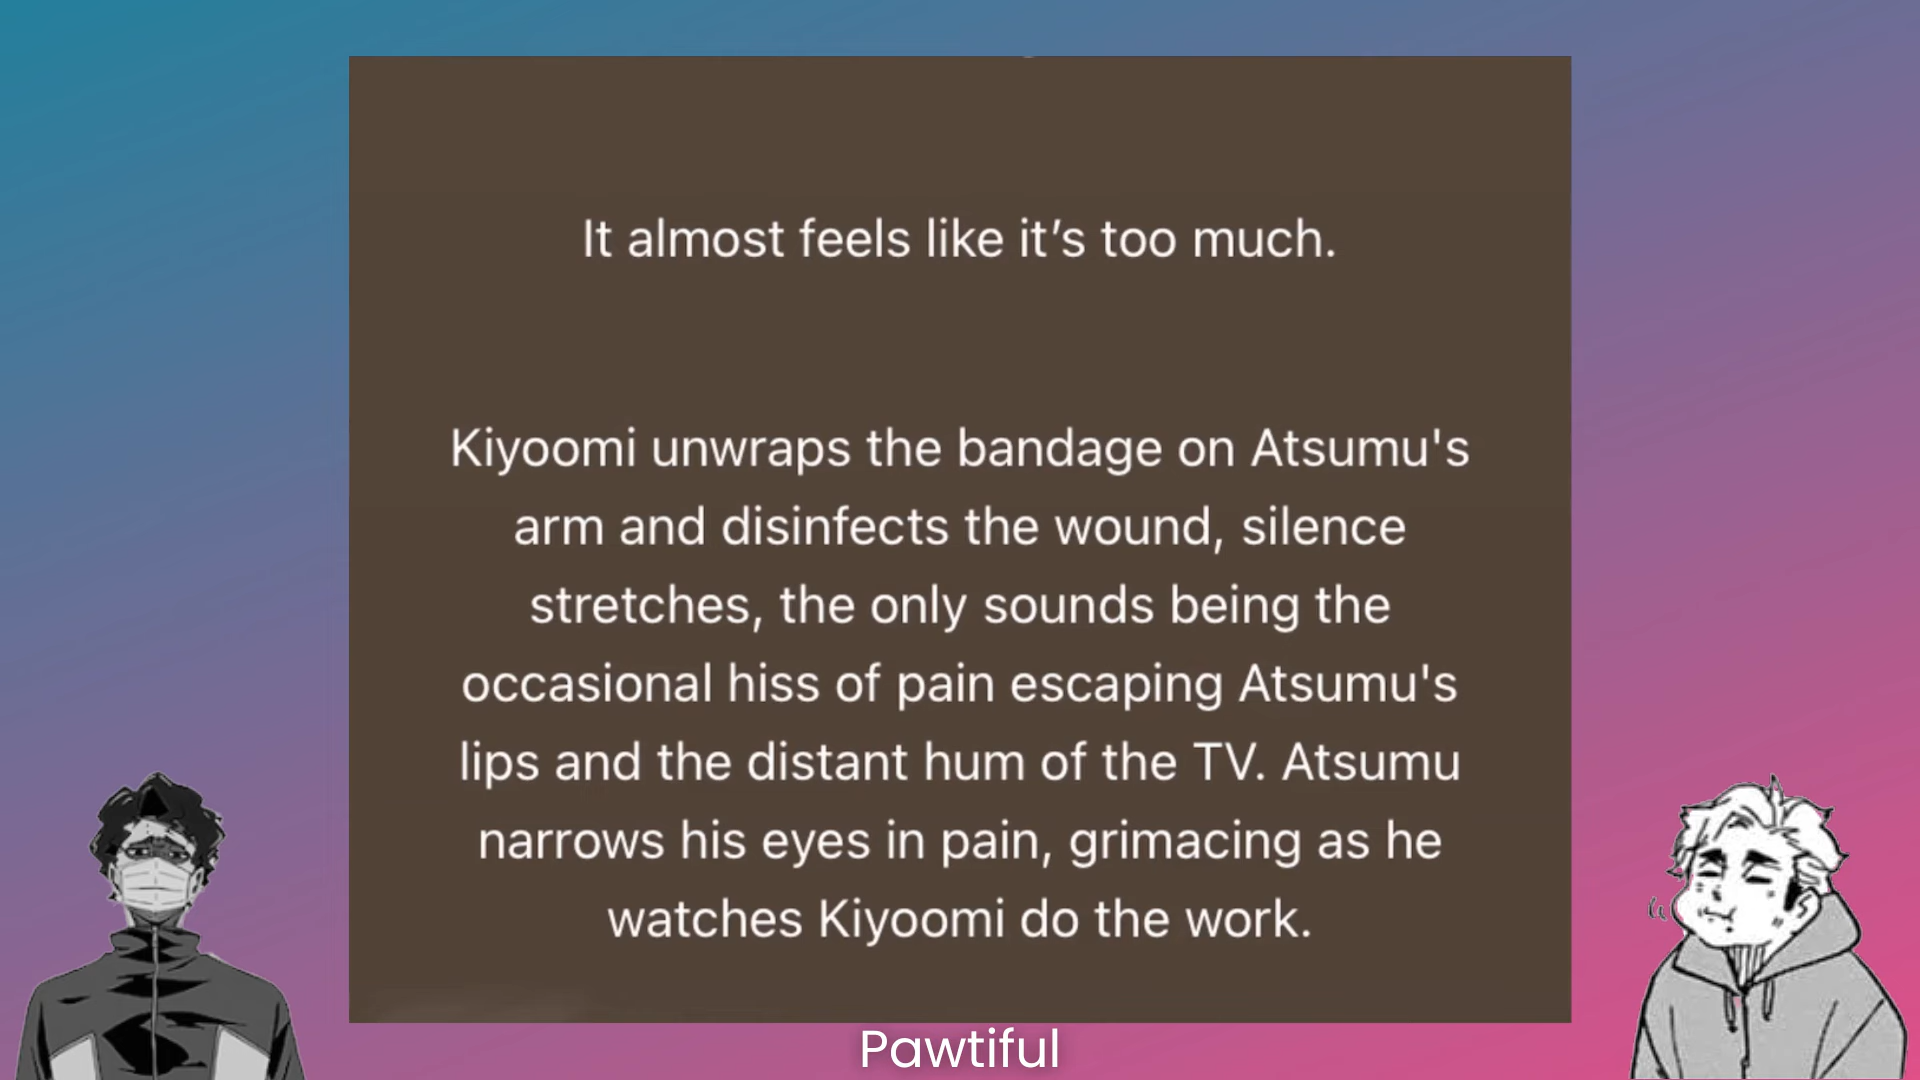 It almost feels like it’s too much.
Kiyoomi unwraps the bandage on Atsumu's
arm and disinfects the wound, silence
stretches, the only sounds being the
occasional hiss of pain escaping Atsumu's
lips and the distant hum of the TV. Atsumu
narrows his eyes in pain, grimacing as he
watches Kiyoomi do the work.
Pawtiful